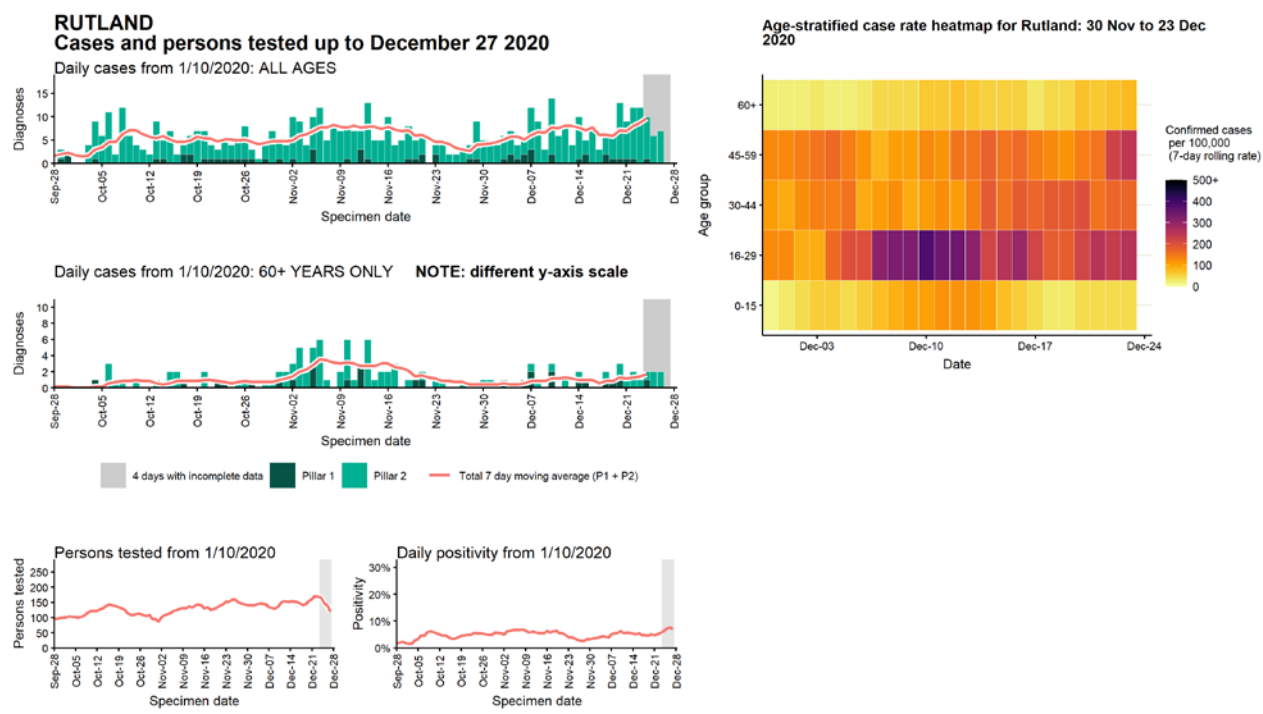 RUTLAND
Cases and persons tested up to December 27 2020
Daily cases from 1/10/2020: ALL AGES
Diagnoses
15
10
5
0
Sep-28 Oct-05 Oct-12 Oct-19 Oct-26 Nov-02 Nov-09 Nov-16 Nov-23 Nov-30 Dec-07 Dec-14 Dec-21 Dec-28
Specimen date
Daily cases from 1/10/2020: 60+ YEARS ONLY NOTE: different y-axis scale
Diagnoses
10
8
6
4
2
0
Sep-28 Oct-05 Oct-12 Oct-19 Oct-26 Nov-02 Nov-09 Nov-16 Nov-23 Nov-30 Dec-07 Dec-14 Dec-21 Dec-28
Specimen date
4 days with incomplete data Pillar 1 Pillar 2 Total 7 day moving average (P1 + P2)
Persons tested from 1/10/2020
Persons tested
250
200
150
100
50
0
Sep-28 Oct-05 Oct-12 Oct-19 Oct-26 Nov-02 Nov-09 Nov-16 Nov-23 Nov-30 Dec-07 Dec-14 Dec-21 Dec-28
Specimen date
Daily positivity from 1/10/2020
Positivity
30%
20%
10%
0%
Sep-28 Oct-05 Oct-12 Oct-19 Oct-26 Nov-02 Nov-09 Nov-16 Nov-23 Nov-30 Dec-07 Dec-14 Dec-21 Dec-28
Specimen date
Age-stratified case rate heatmap for Rutland: 30 Nov to 23 Dec
2020
Age group
60+
45-59
30-44
16-29
0-15
Dec-03 Dec-10 Dec-17 Dec-24
Date
Confirmed cases
per 100,000
(7-day rolling rate)
500+
400
300
200
100
0